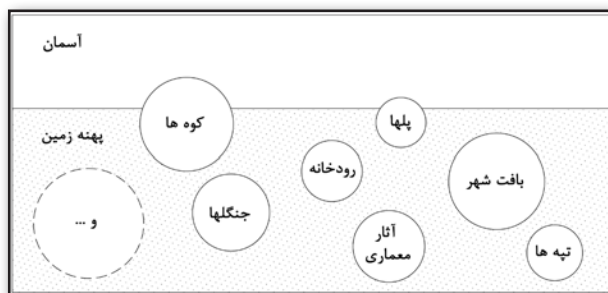 آسمان
کوه ها
پلها
پهنه زمین
رودخانه
بافت شهر
جنگلها
و ...
آثار
معماری
تپه ها